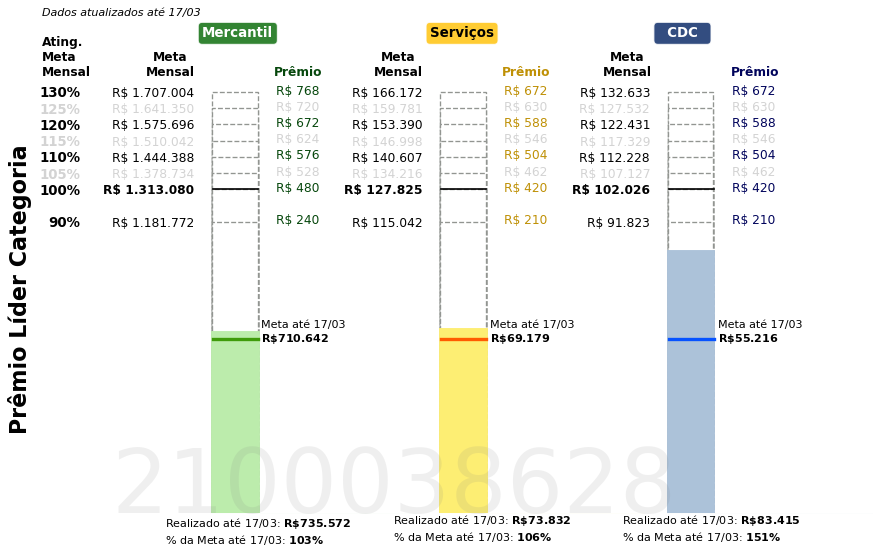 Dados atualizados até 17/03
Mercantil Serviços CDC
Ating. Meta Mensal Meta Mensal Prêmio Meta Mensal Prêmio Meta Mensal Prêmio
130% R$ 1.707.004 R$ 768 R$ 166.172 R$ 672 R$ 132.633 R$ 672
125% R$ 1.641.350 R$ 720 R$ 159.781 R$ 630 R$ 127.532 R$ 630
120% R$ 1.575.696 R$ 672 R$ 153.390 R$ 588 R$ 122.431 R$ 588
115% R$ 1.510.042 R$ 624 R$ 146.998 R$ 546 R$ 117.329 R$ 546
110% R$ 1.444.388 R$ 576 R$ 140.607 R$ 504 R$ 112.228 R$ 504
105% R$ 1.378.734 R$ 528 R$ 134.216 R$ 462 R$ 107.127 R$ 462
100% R$ 1.313.080 R$ 480 R$ 127.825 R$ 420 R$ 102.026 R$ 420
90% R$ 1.181.772 R$ 240 R$ 115.042 R$ 210 R$ 91.823 R$ 210
Prêmio Líder Categoria
Meta até 17/03 Meta até 17/03 Meta até 17/03
R$710.642 R$69.179 R$55.216
2100038628
Realizado até 17/03: R$735.572 Realizado até 17/03: R$73.832 Realizado até 17/03: R$83.415
% da Meta até 17/03: 103% % da Meta até 17/03: 106% % da Meta até 17/03: 151%